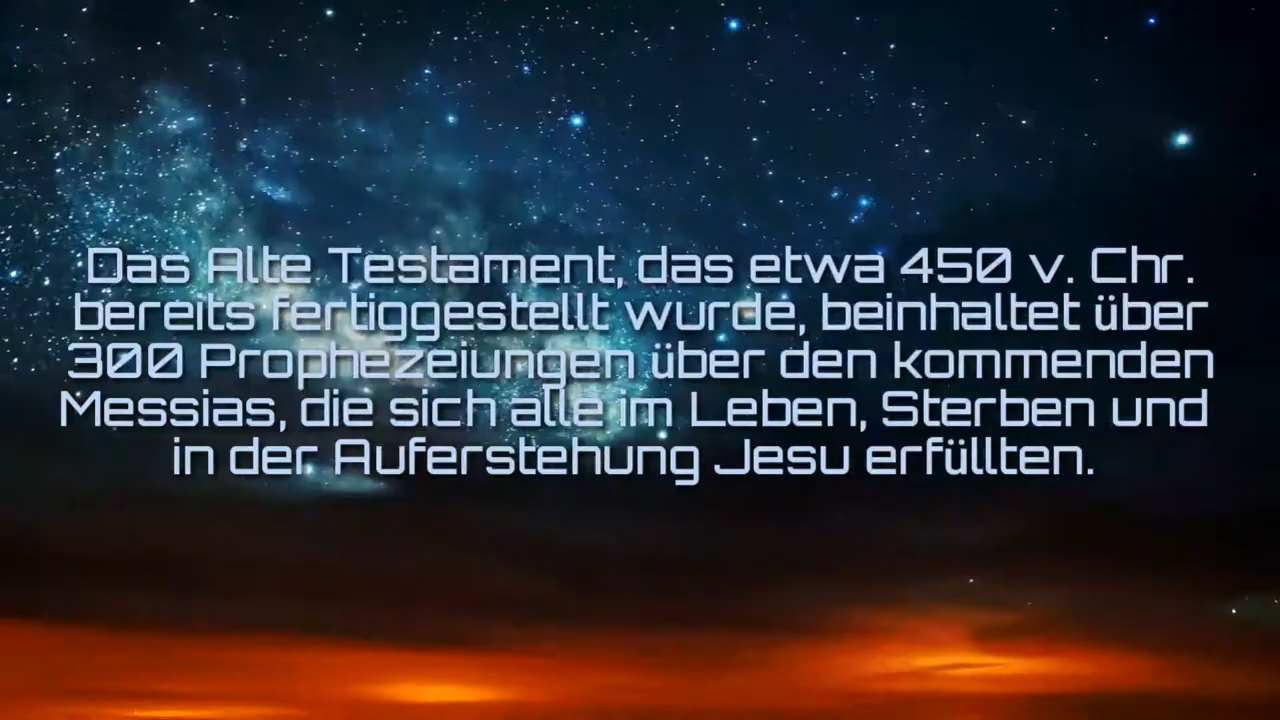 Das Alte Testament, das etwa 450 v. Chr.
bereits fertiggestellt wurde, beinhaltet über
300 Prophezeiungen über den kommenden
Messias, die sich alle im Leben, Sterben und
in der Auferstehung Jesu erfüllten.